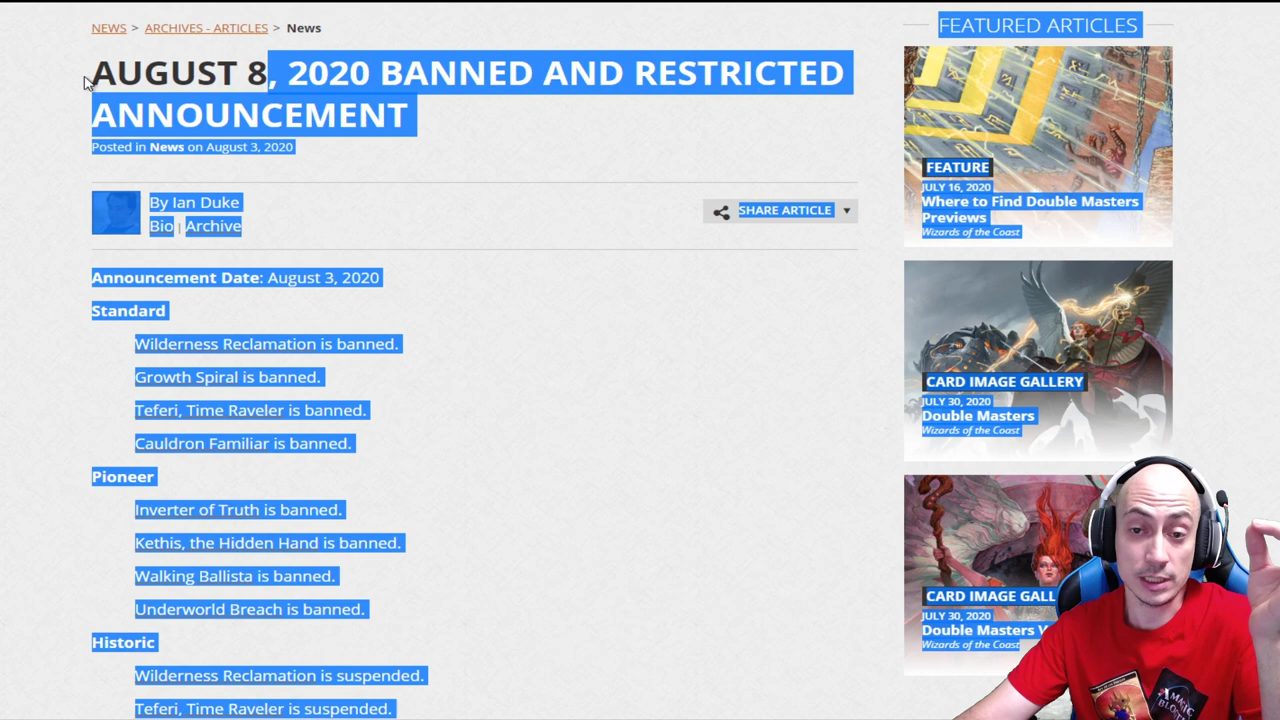 NEWS > ARCHIVES - ARTICLES > News
AUGUST 8, 2020 BANNED AND RESTRICTED
ANNOUNCEMENT
Posted in News on August 3, 2020
By Ian Duke
Bio | Archive
SHARE ARTICLE
Announcement Date: August 3, 2020
Standard
Wilderness Reclamation is banned.
Growth Spiral is banned.
Teferi, Time Raveler is banned.
Cauldron Familiar is banned.
Pioneer
Inverter of Truth is banned.
Kethis, the Hidden Hand is banned.
Walking Ballista is banned.
Underworld Breach is banned.
Historic
Wilderness Reclamation is suspended.
Teferi, Time Raveler is suspended.
FEATURED ARTICLES
FEATURE
JULY 16, 2020
Where to Find Double Masters
Previews
Wizards of the Coast
CARD IMAGE GALLERY
JULY 30, 2020
Double Masters
Wizards of the Coast
CARD IMAGE GALL
JULY 30, 2020
Double Masters V
Wizards of the Coast
MAGIC